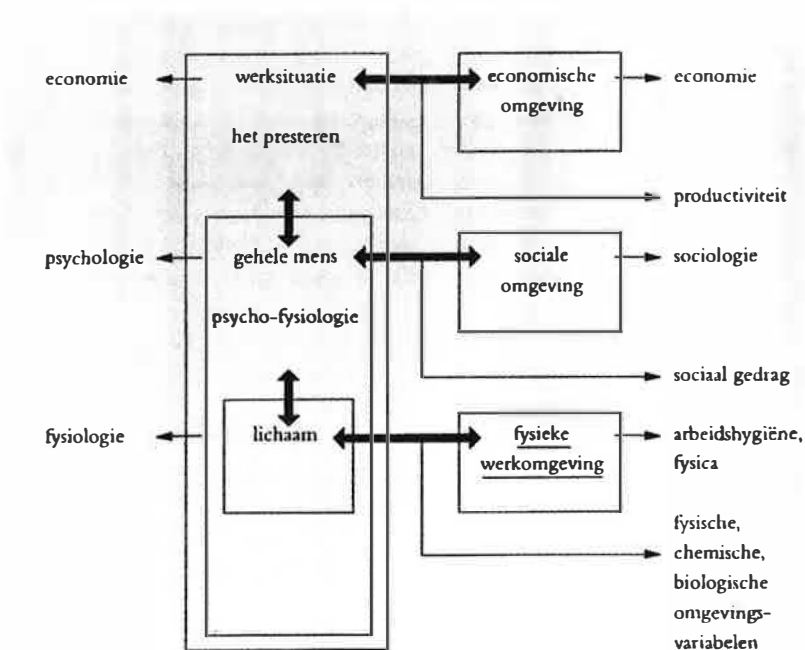 economie
werksituatie
economische
omgeving
economie
het presteren
productiviteit
psychologie
gehele mens
sociale
omgeving
sociologie
psycho-fysiologie
sociaal gedrag
fysiologie
lichaam
fysieke
werkomgeving
arbeidshygiëne,
fysica
fysische,
chemische,
biologische
omgevings-
variabelen